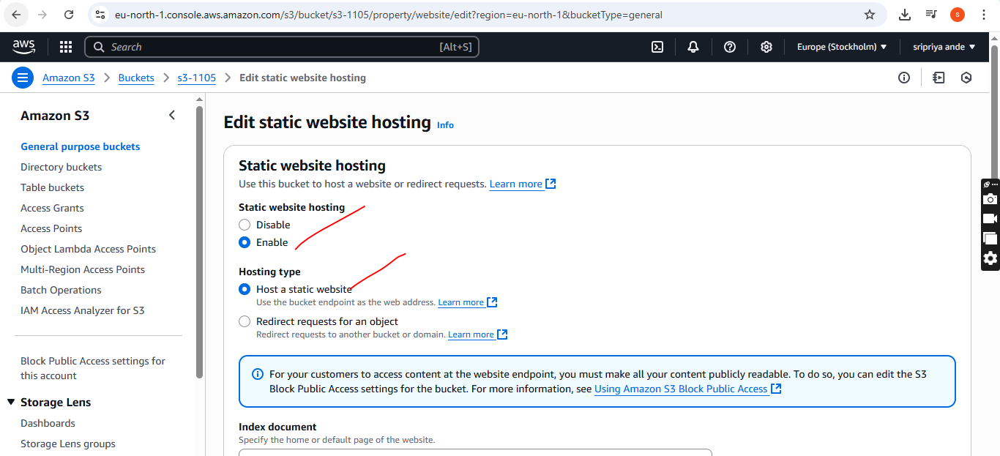 eu-north-1.console.aws.amazon.com/s3/bucket/s3-1105/property/website/edit?region=eu-north-1&bucketType=general
s
aws
Search
[Alt+S]
Europe (Stockholm)
sripriya ande
Amazon S3
Buckets
s3-1105
Edit static website hosting
Amazon S3
General purpose buckets
Directory buckets
Table buckets
Access Grants
Access Points
Object Lambda Access Points
Multi-Region Access Points
Batch Operations
IAM Access Analyzer for S3
Block Public Access settings for
this account
Storage Lens
Dashboards
Storage Lens groups
Edit static website hosting Info
Static website hosting
Use this bucket to host a website or redirect requests. Learn more
Static website hosting
Disable
Enable
Hosting type
Host a static website
Use the bucket endpoint as the web address. Learn more
Redirect requests for an object
Redirect requests to another bucket or domain. Learn more
For your customers to access content at the website endpoint, you must make all your content publicly readable. To do so, you can edit the S3
Block Public Access settings for the bucket. For more information, see Using Amazon S3 Block Public Access
Index document
Specify the home or default page of the website.